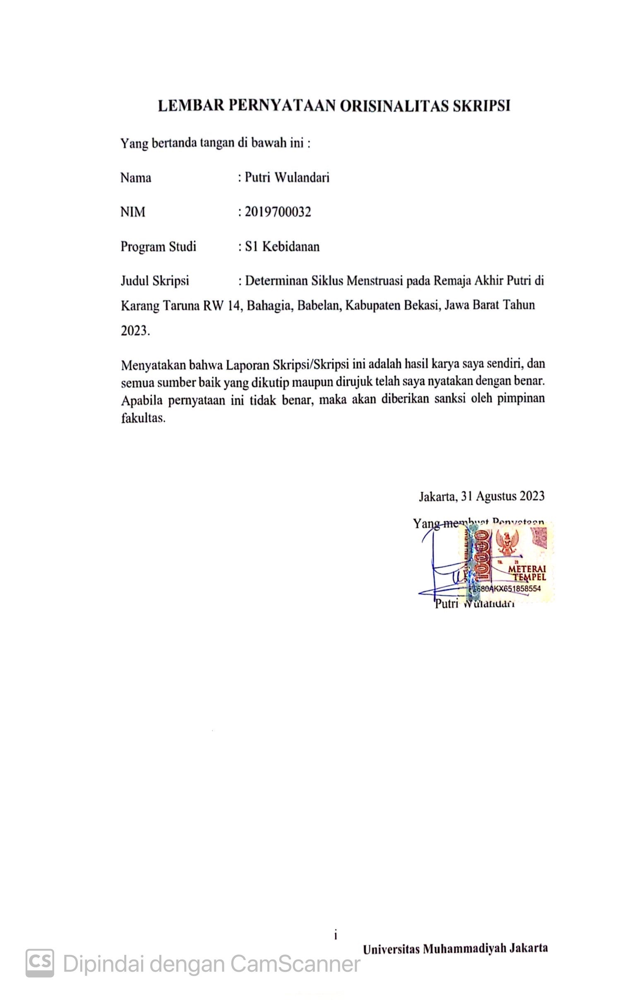 LEMBAR PERNYATAAN ORISINALITAS SKRIPSI
Yang bertanda tangan di bawah ini :
Nama : Putri Wulandari
NIM : 2019700032
Program Studi : S1 Kebidanan
Judul Skripsi : Determinan Siklus Menstruasi pada Remaja Akhir Putri di
Karang Taruna RW 14, Bahagia, Babelan, Kabupaten Bekasi, Jawa Barat Tahun
2023.
Menyatakan bahwa Laporan Skripsi/Skripsi ini adalah hasil karya saya sendiri, dan
semua sumber baik yang dikutip maupun dirujuk telah saya nyatakan dengan benar.
Apabila pernyataan ini tidak benar, maka akan diberikan sanksi oleh pimpinan
fakultas.
Jakarta, 31 Agustus 2023
Yang membuat
10000
TGL 20
METERAI
TEMPEL
680AKX651858554
Putri Wulandari
i
Universitas Muhammadiyah Jakarta
CS Dipindai dengan CamScanner